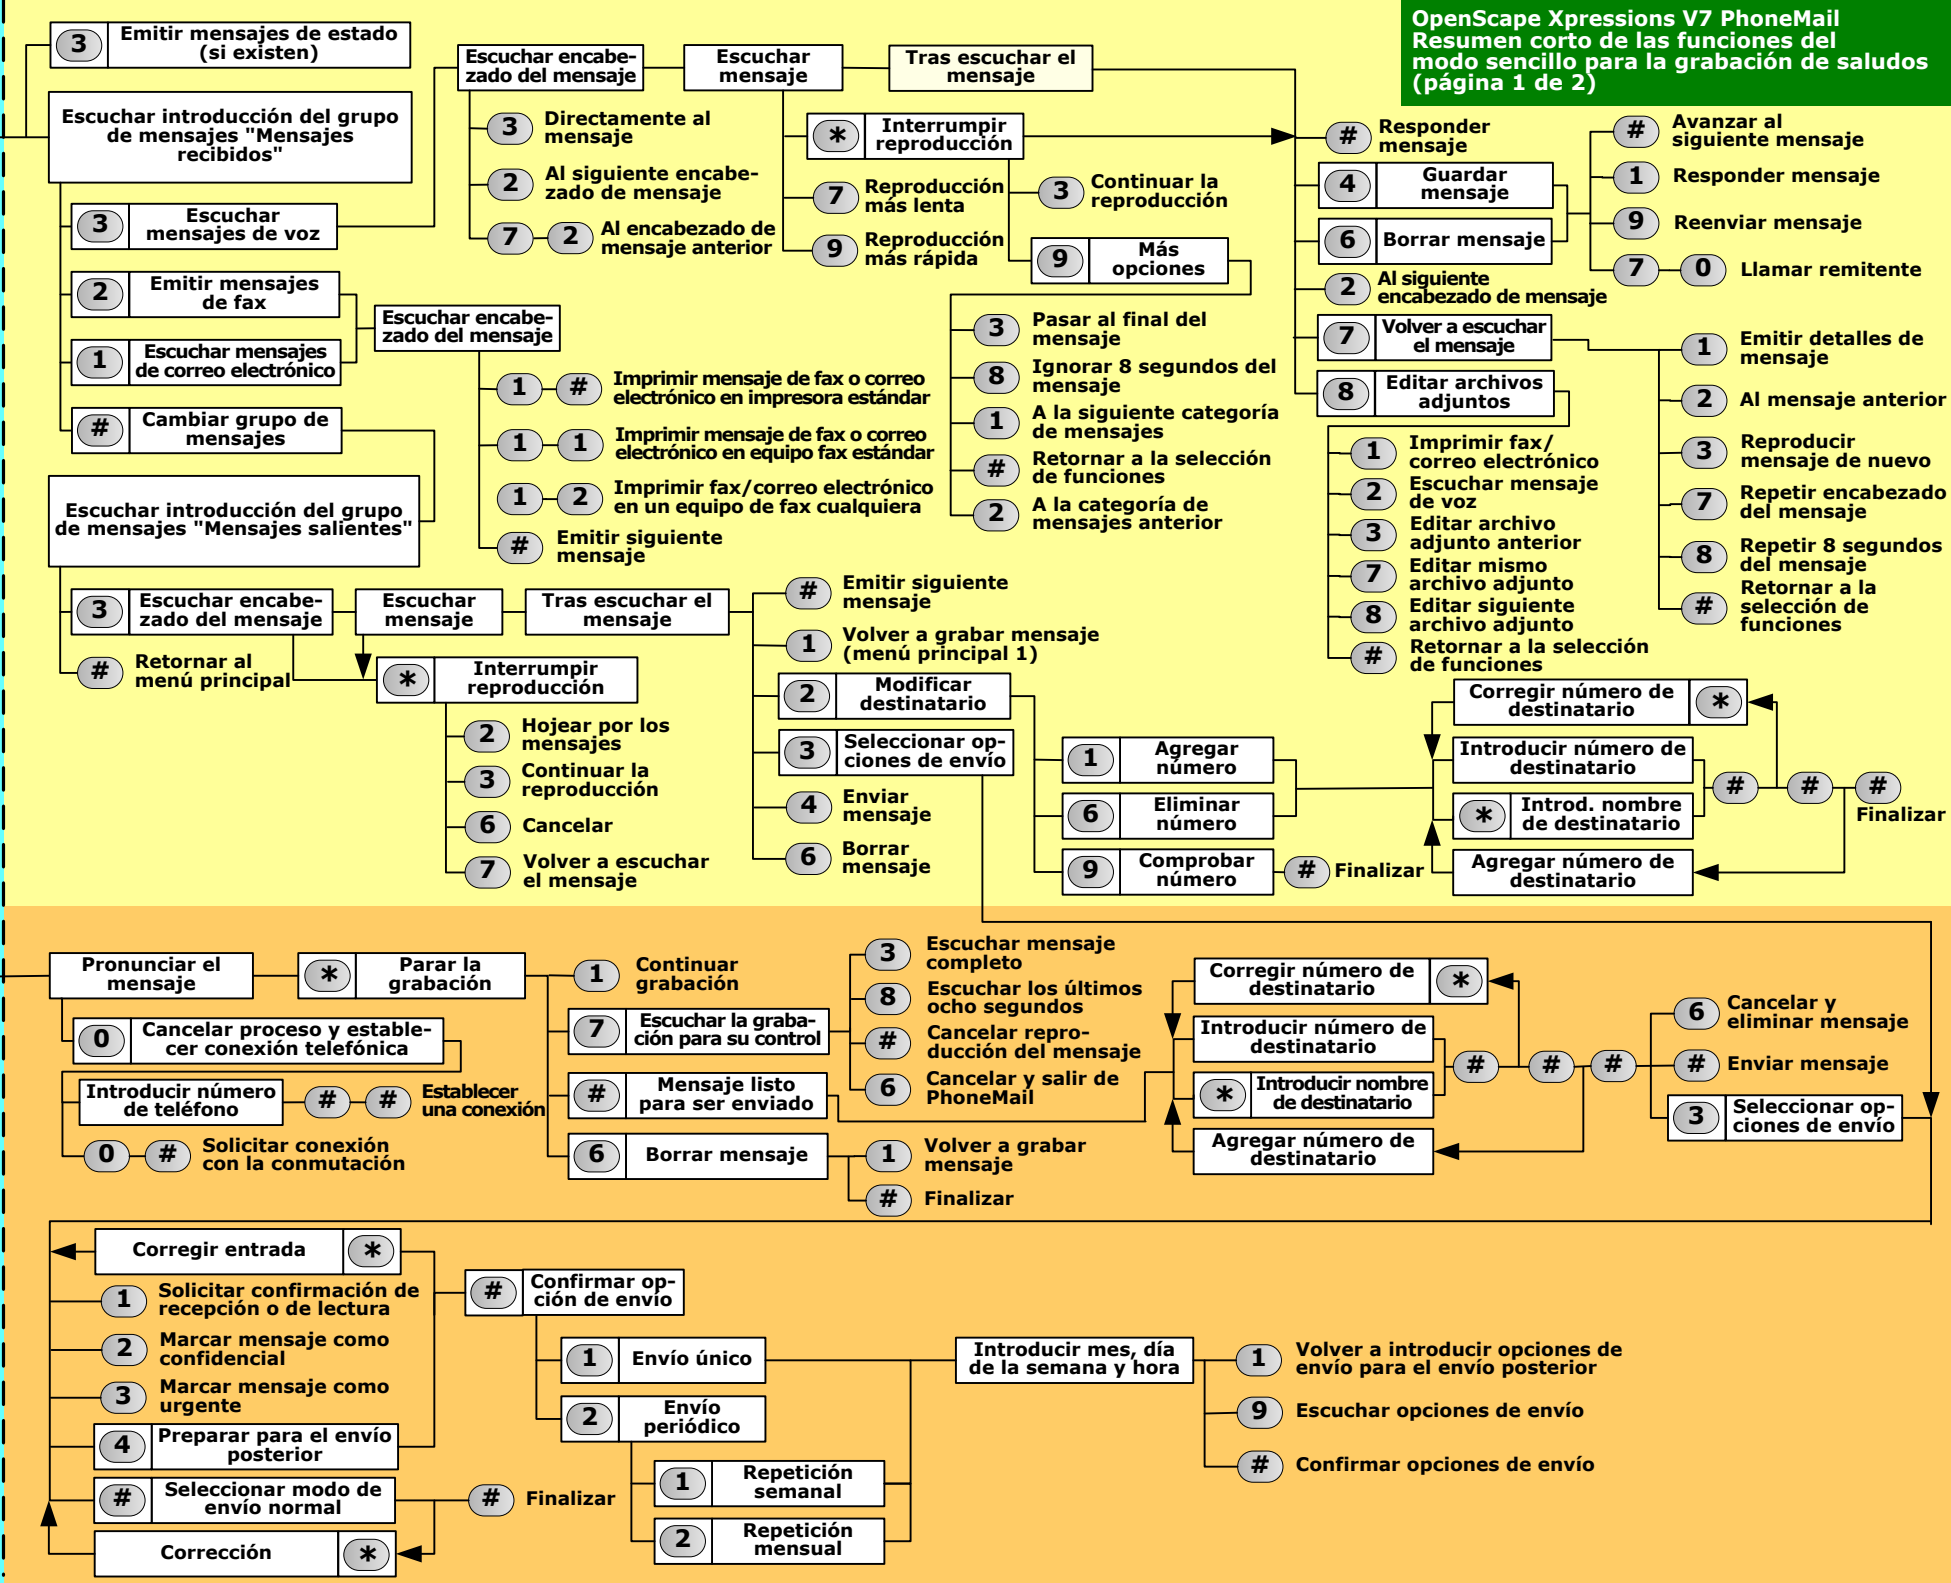 OpenScape Xpressions V7 PhoneMail
Resumen corto de las funciones del
modo sencillo para la grabación de saludos
(página 1 de 2)
3 Emitir mensajes de estado
(si existen)
Escuchar introducción del grupo
de mensajes "Mensajes
recibidos"
3 Escuchar
mensajes de voz
2 Emitir mensajes
de fax
1 Escuchar mensajes
de correo electrónico
# Cambiar grupo de
mensajes
Escuchar encabe-
zado del mensaje
3 Directamente al
mensaje
2 Al siguiente encabe-
zado de mensaje
7 2 Al encabezado de
mensaje anterior
Escuchar
mensaje
* Interrumpir
reproducción
7 Reproducción
más lenta
9 Reproducción
más rápida
3 Continuar la
reproducción
9 Más
opciones
3 Pasar al final del
mensaje
8 Ignorar 8 segundos del
mensaje
1 A la siguiente categoría
de mensajes
# Retornar a la selección
de funciones
2 A la categoría de
mensajes anterior
Tras escuchar el
mensaje
# Responder
mensaje
4 Guardar
mensaje
6 Borrar mensaje
2 Al siguiente
encabezado de mensaje
7 Volver a escuchar
el mensaje
8 Editar archivos
adjuntos
# Avanzar al
siguiente mensaje
1 Responder mensaje
9 Reenviar mensaje
7 0 Llamar remitente
1 Emitir detalles de
mensaje
2 Al mensaje anterior
3 Reproducir
mensaje de nuevo
7 Repetir encabezado
del mensaje
8 Repetir 8 segundos
del mensaje
# Retornar a la
selección de
funciones
1 Imprimir fax/
correo electrónico
2 Escuchar mensaje
de voz
3 Editar archivo
adjunto anterior
7 Editar mismo
archivo adjunto
8 Editar siguiente
archivo adjunto
# Retornar a la selección
de funciones
Escuchar encabe-
zado del mensaje
1 # Imprimir mensaje de fax o correo
electrónico en impresora estándar
1 1 Imprimir mensaje de fax o correo
electrónico en equipo fax estándar
1 2 Imprimir fax/correo electrónico
en un equipo de fax cualquiera
# Emitir siguiente
mensaje
Escuchar introducción del grupo
de mensajes "Mensajes salientes"
3 Escuchar encabe-
zado del mensaje
# Retornar al
menú principal
Escuchar
mensaje
* Interrumpir
reproducción
2 Hojear por los
mensajes
3 Continuar la
reproducción
6 Cancelar
7 Volver a escuchar
el mensaje
Tras escuchar el
mensaje
# Emitir siguiente
mensaje
1 Volver a grabar mensaje
(menú principal 1)
2 Modificar
destinatario
3 Seleccionar op-
ciones de envío
4 Enviar
mensaje
6 Borrar
mensaje
1 Agregar
número
6 Eliminar
número
9 Comprobar
número
# Finalizar
Corregir número de
destinatario *
Introducir número de
destinatario
* Introd. nombre
de destinatario
Agregar número de
destinatario
# # #
Finalizar
Pronunciar el
mensaje
0 Cancelar proceso y estable-
cer conexión telefónica
Introducir número
de teléfono
# # Establecer
una conexión
0 # Solicitar conexión
con la conmutación
* Parar la
grabación
1 Continuar
grabación
7 Escuchar la graba-
ción para su control
# Mensaje listo
para ser enviado
6 Borrar mensaje
3 Escuchar mensaje
completo
8 Escuchar los últimos
ocho segundos
# Cancelar repro-
ducción del mensaje
6 Cancelar y salir de
PhoneMail
1 Volver a grabar
mensaje
# Finalizar
Corregir número de
destinatario *
Introducir número de
destinatario
* Introducir nombre
de destinatario
Agregar número de
destinatario
# # #
6 Cancelar y
eliminar mensaje
# Enviar mensaje
3 Seleccionar op-
ciones de envío
Corregir entrada *
1 Solicitar confirmación de
recepción o de lectura
2 Marcar mensaje como
confidencial
3 Marcar mensaje como
urgente
4 Preparar para el envío
posterior
# Seleccionar modo de
envío normal
Corrección *
# Finalizar
# Confirmar op-
ción de envío
1 Envío único
2 Envío
periódico
1 Repetición
semanal
2 Repetición
mensual
Introducir mes, día
de la semana y hora
1 Volver a introducir opciones de
envío para el envío posterior
9 Escuchar opciones de envío
# Confirmar opciones de envío